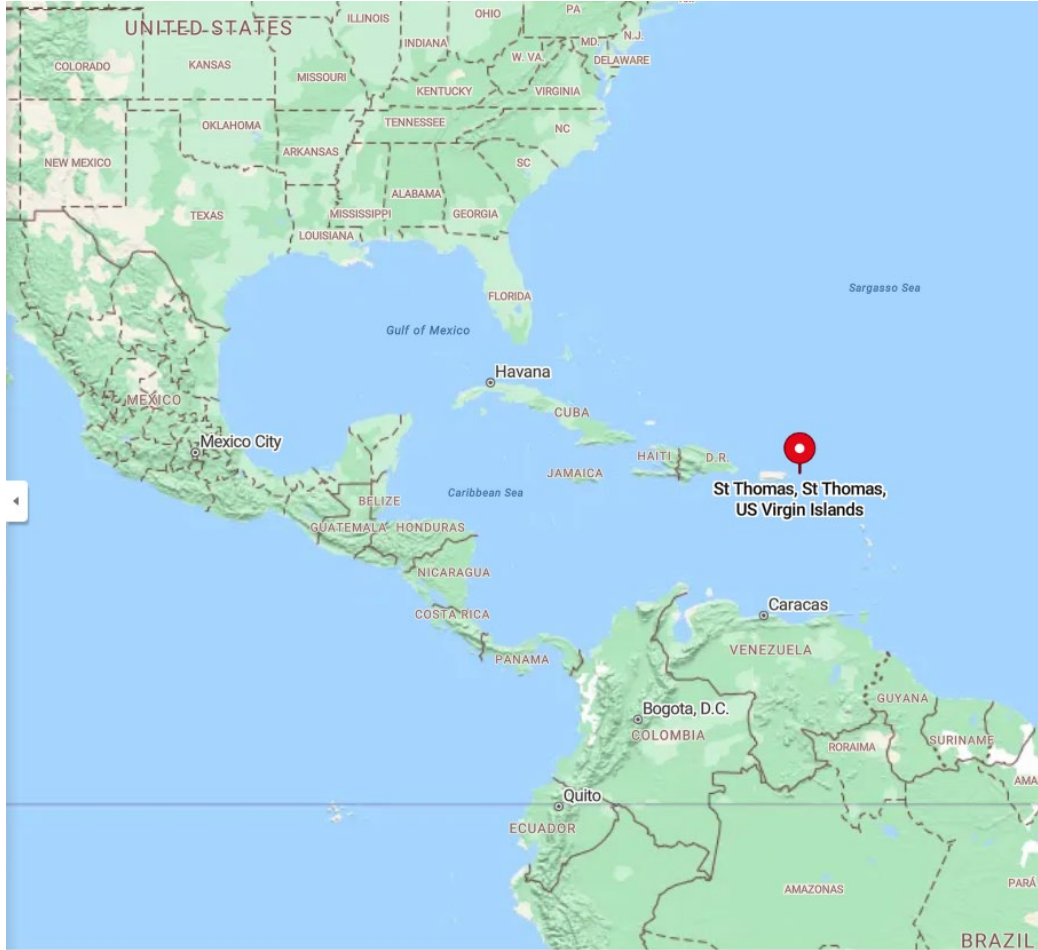 ILLINOIS
OHIO
PA
UNITED STATES
N.J.
INDIANA
MD.
W. VA.
DELAWARE
COLORADO
KANSAS
MISSOURI
KENTUCKY
VIRGINIA
TENNESSEE
OKLAHOMA
NC
ARKANSAS
NEW MEXICO
SC
ALABAMA
TEXAS
MISSISSIPPI
GEORGIA
LOUISIANA
Sargasso Sea
FLORIDA
Gulf of Mexico
Havana
MEXICO
CUBA
Mexico City
HAITI
D.R.
JAMAICA
St Thomas, St Thomas,
US Virgin Islands
Caribbean Sea
BELIZE
GUATEMALA
HONDURAS
NICARAGUA
Caracas
COSTA RICA
VENEZUELA
PANAMA
GUYANA
Bogota, D.C.
COLOMBIA
SURINAME
RORAIMA
AMA
Quito
ECUADOR
PARÁ
AMAZONAS
BRAZIL